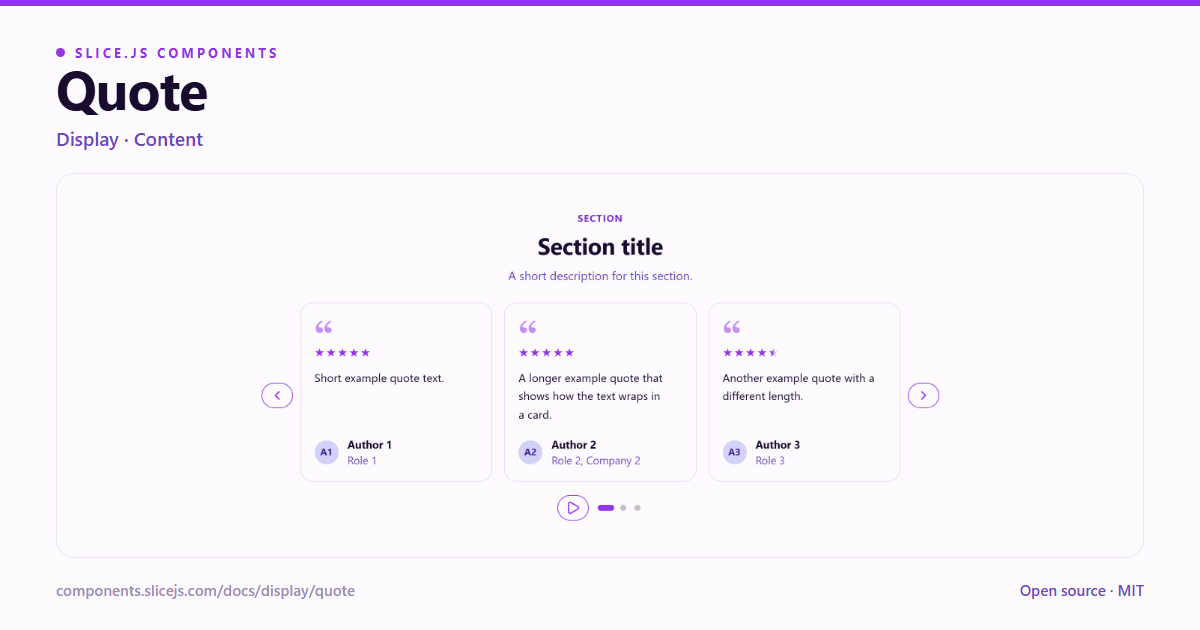 SLICE.JS COMPONENTS
Quote
Display · Content
SECTION
Section title
A short description for this section.
“
★★★★★
Short example quote text.
A1
Author 1
Role 1
“
★★★★★
A longer example quote that
shows how the text wraps in
a card.
A2
Author 2
Role 2, Company 2
“
Another example quote with a
different length.
A3
Author 3
Role 3
components.slicejs.com/docs/display/quote
Open source · MIT